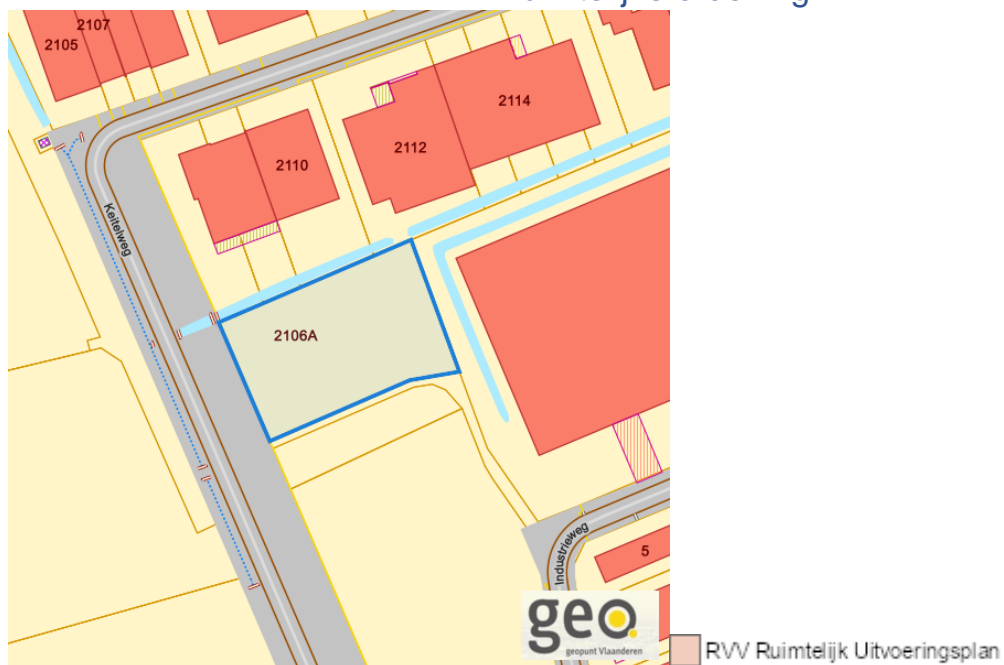 2107
2105
2114
2112
2110
Keitelweg
2106A
Industrieweg
5
geo.
geopunt Vlaanderen
RVV Ruimtelijk Uitvoeringsplan